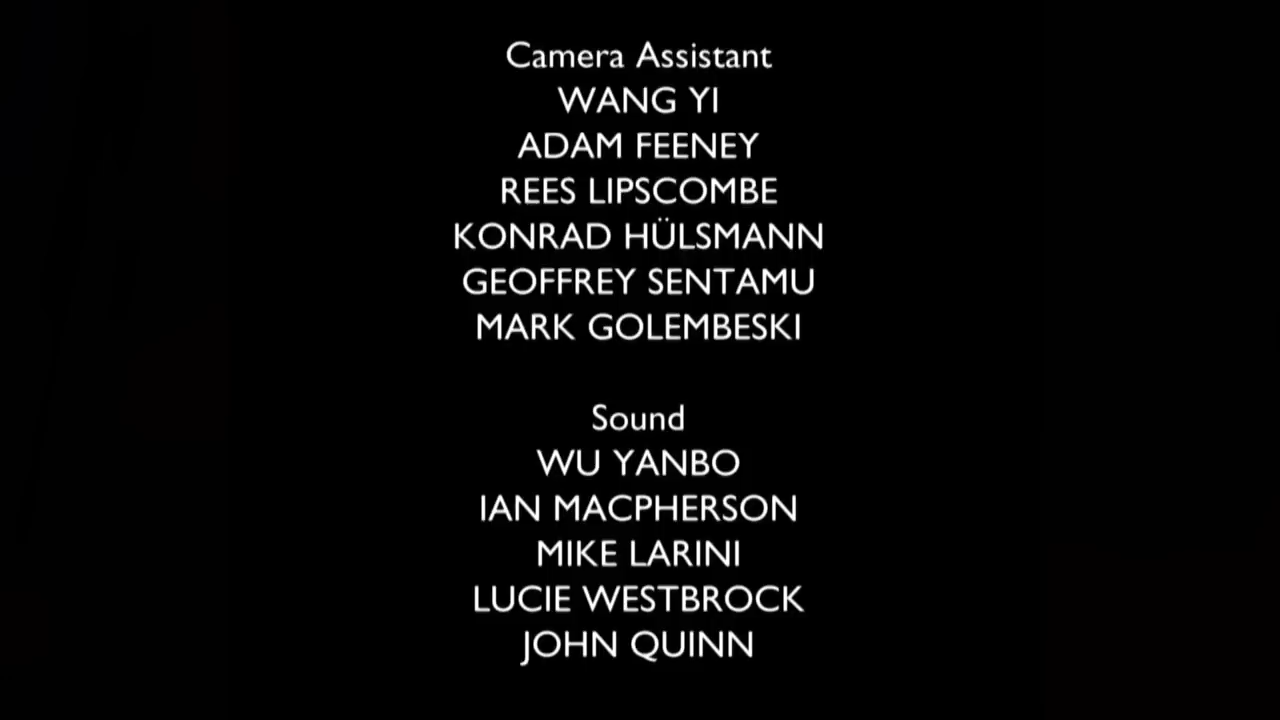 Camera Assistant
WANG YI
ADAM FEENEY
REES LIPSCOMBE
KONRAD HÜLSMANN
GEOFFREY SENTAMU
MARK GOLEMBESKI
Sound
WU YANBO
IAN MACPHERSON
MIKE LARINI
LUCIE WESTBROCK
JOHN QUINN